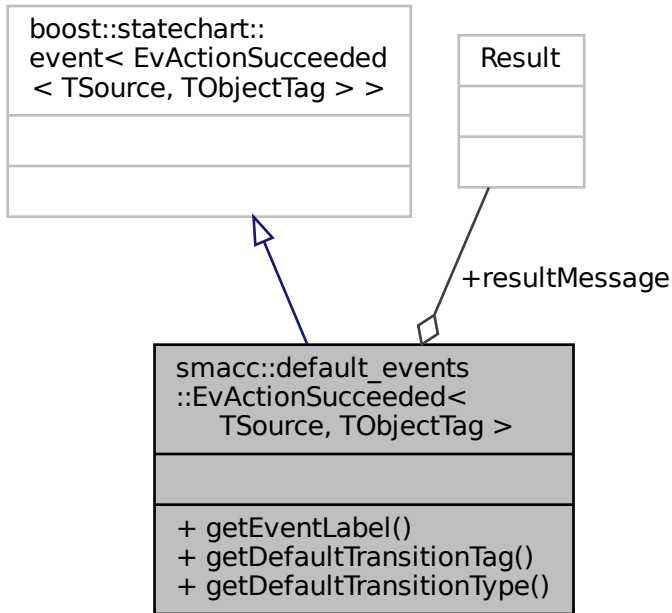 boost::statechart::
event< EvActionSucceeded
< TSource, TObjectTag > >
Result
+resultMessage
smacc::default_events
::EvActionSucceeded<
TSource, TObjectTag >
+ getEventLabel()
+ getDefaultTransitionTag()
+ getDefaultTransitionType()